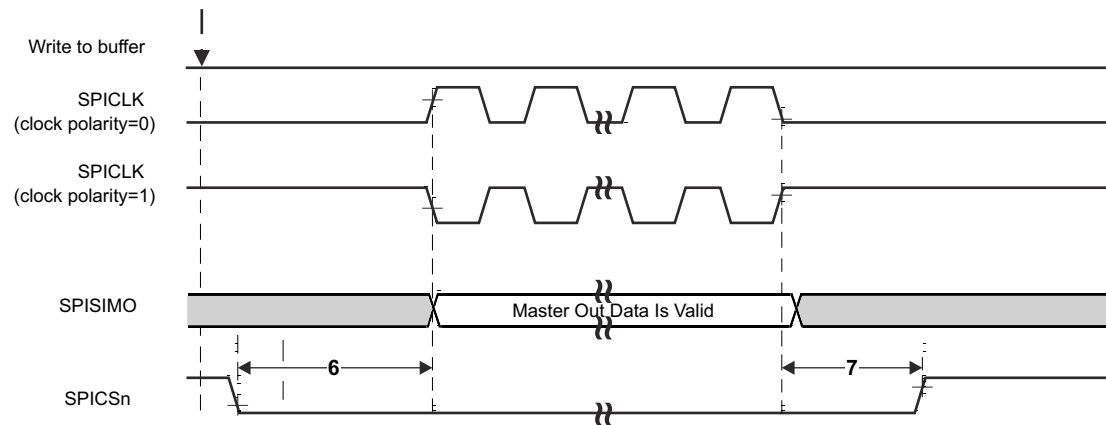 Write to buffer
SPICLK
(clock polarity=0)
SPICLK
(clock polarity=1)
SPISIMO
Master Out Data Is Valid
6
7
SPICSn